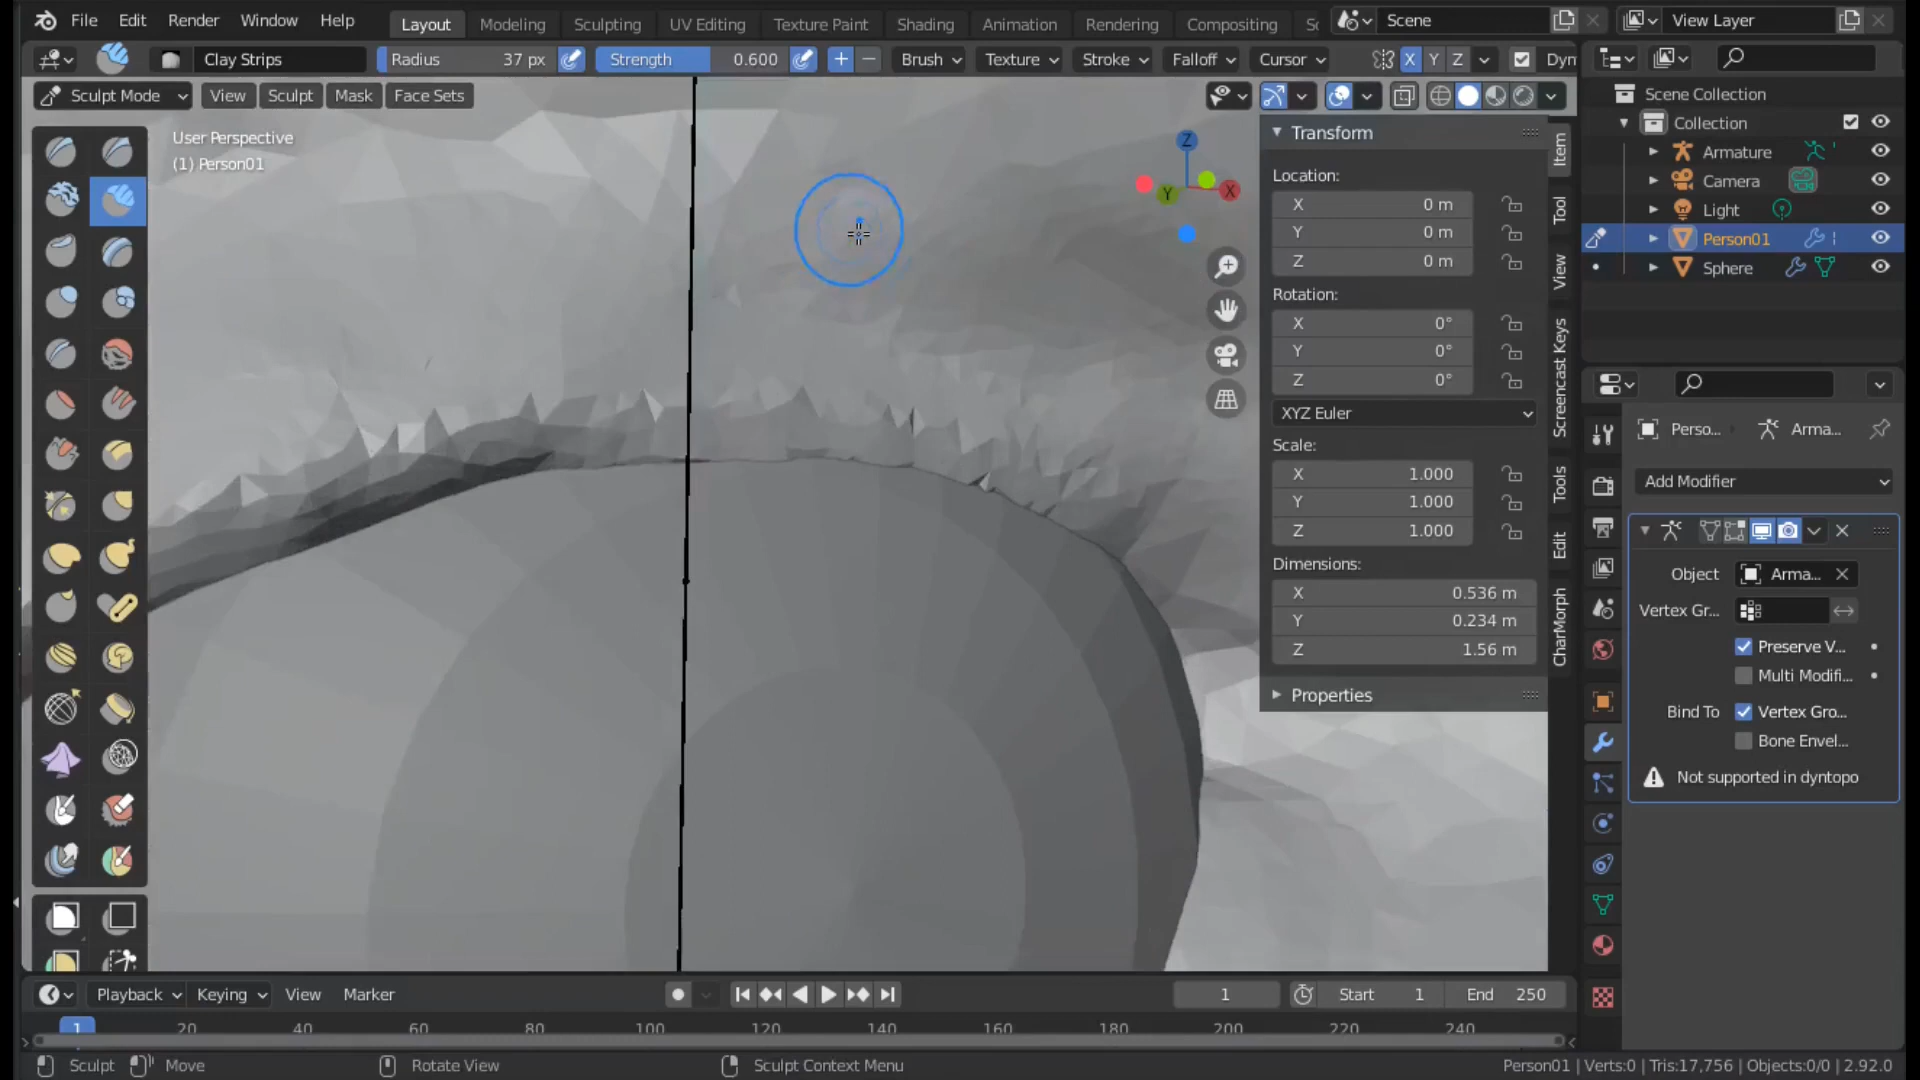 File Edit Render Window Help Layout Modeling Sculpting UV Editing Texture Paint Shading Animation Rendering Compositing Sc Scene View Layer
Clay Strips Radius 37 px Strength 0.600 Brush Texture Stroke Falloff Cursor X Y Z Dyn
Sculpt Mode View Sculpt Mask Face Sets
User Perspective
(1) Person01
Z
X
Y
Transform
Location:
X 0 m
Y 0 m
Z 0 m
Rotation:
X 0°
Y 0°
Z 0°
XYZ Euler
Scale:
X 1.000
Y 1.000
Z 1.000
Dimensions:
X 0.536 m
Y 0.234 m
Z 1.56 m
Properties
Item
Tool
View
Screencast Keys
Tools
Edit
CharMorph
Scene Collection
Collection
Armature
Camera
Light
Person01
Sphere
Perso... Arma...
Add Modifier
Object Arma...
Vertex Gr...
Preserve V...
Multi Modifi...
Bind To Vertex Gro...
Bone Envel...
Not supported in dyntopo
Playback Keying View Marker 1 Start 1 End 250
1 20 40 60 80 100 120 140 160 180 200 220 240
Sculpt Move Rotate View Sculpt Context Menu Person01 | Verts:0 | Tris:17,756 | Objects:0/0 | 2.92.0